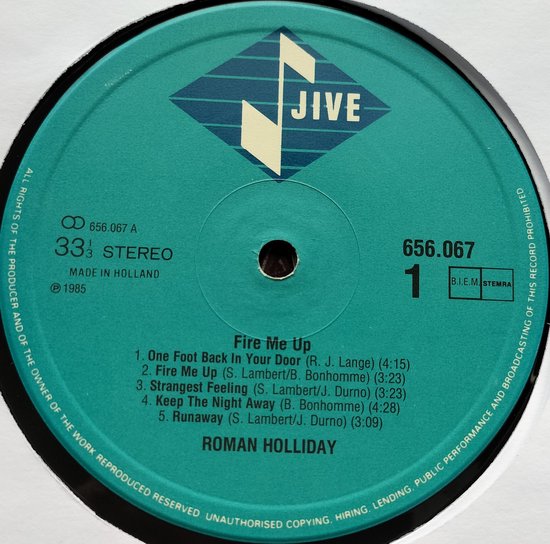 JIVE
656.067 A
33 1/3 STEREO
MADE IN HOLLAND
℗ 1985
656.067
1
B.I.E.M. STEMRA
Fire Me Up
1. One Foot Back In Your Door (R. J. Lange) (4:15)
2. Fire Me Up (S. Lambert/B. Bonhomme) (3:23)
3. Strangest Feeling (S. Lambert/J. Durno) (3:23)
4. Keep The Night Away (B. Bonhomme) (4:28)
5. Runaway (S. Lambert/J. Durno) (3:09)
ROMAN HOLLIDAY
ALL RIGHTS OF THE PRODUCER AND OF THE OWNER OF THE WORK REPRODUCED RESERVED UNAUTHORISED COPYING, HIRING, LENDING, PUBLIC PERFORMANCE AND BROADCASTING OF THIS RECORD PROHIBITED